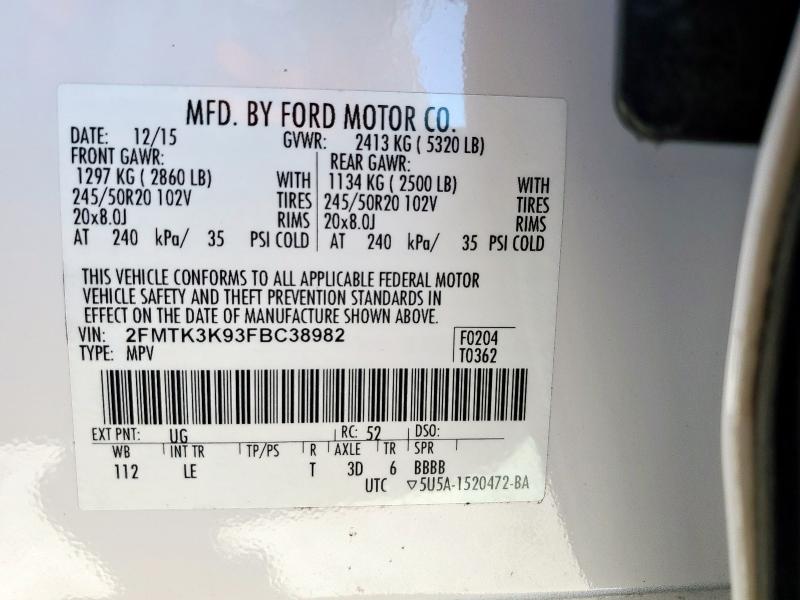 MFD. BY FORD MOTOR CO.
DATE: 12/15 GVWR: 2413 KG ( 5320 LB)
FRONT GAWR: REAR GAWR:
1297 KG ( 2860 LB) WITH 1134 KG ( 2500 LB) WITH
245/50R20 102V TIRES 245/50R20 102V TIRES
20x8.0J RIMS 20x8.0J RIMS
AT 240 kPa/ 35 PSI COLD AT 240 kPa/ 35 PSI COLD
THIS VEHICLE CONFORMS TO ALL APPLICABLE FEDERAL MOTOR
VEHICLE SAFETY AND THEFT PREVENTION STANDARDS IN
EFFECT ON THE DATE OF MANUFACTURE SHOWN ABOVE.
VIN: 2FMTK3K93FBC38982 F0204
TYPE: MPV T0362
EXT PNT: UG RC: 52 DSO:
WB INT TR TP/PS R AXLE TR SPR
112 LE T 3D 6 BBBB
UTC ▽5U5A-1520472-BA